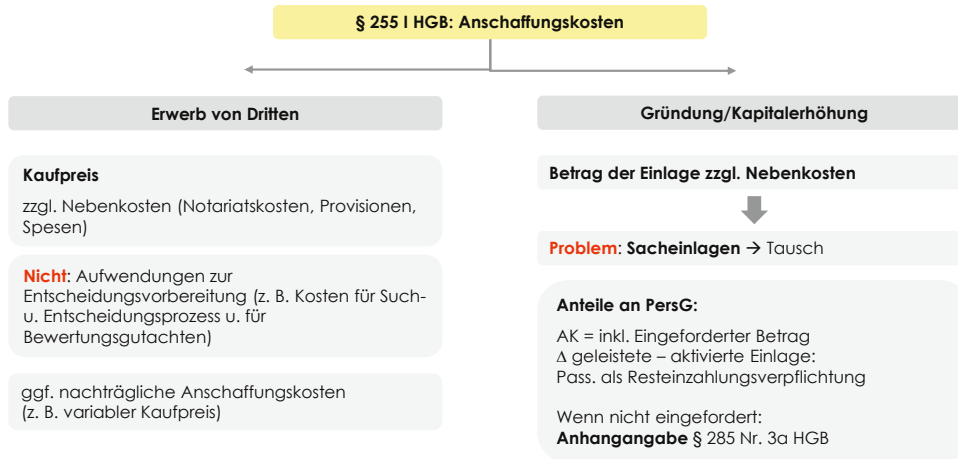 § 255 I HGB: Anschaffungskosten
Erwerb von Dritten
Kaufpreis
zzgl. Nebenkosten (Notariatskosten, Provisionen,
Spesen)
Nicht: Aufwendungen zur
Entscheidungsvorbereitung (z. B. Kosten für Such-
u. Entscheidungsprozess u. für
Bewertungsgutachten)
ggf. nachträgliche Anschaffungskosten
(z. B. variabler Kaufpreis)
Gründung/Kapitalerhöhung
Betrag der Einlage zzgl. Nebenkosten
Problem: Sacheinlagen → Tausch
Anteile an PersG:
AK = inkl. Eingeforderter Betrag
Δ geleistete – aktivierte Einlage:
Pass. als Resteinzahlungsverpflichtung
Wenn nicht eingefordert:
Anhangangabe § 285 Nr. 3a HGB